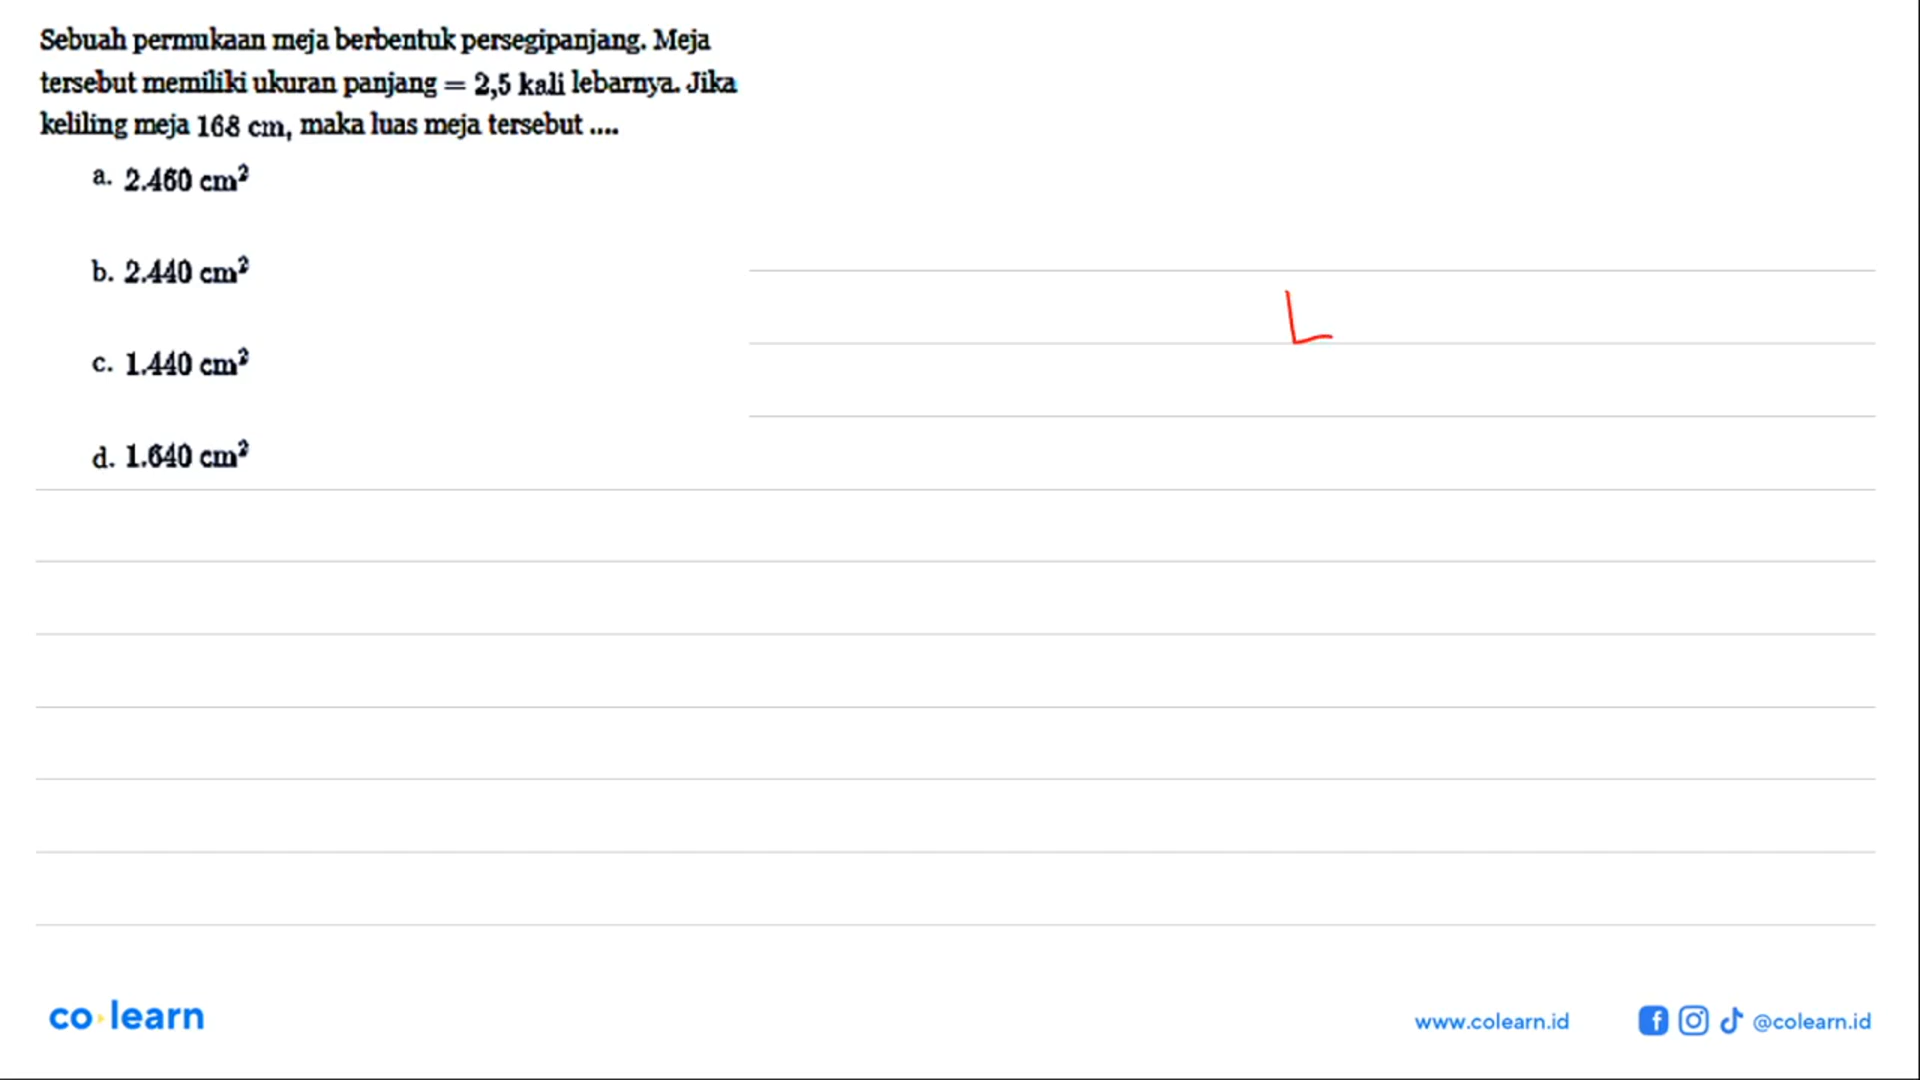 Sebuah permukaan meja berbentuk persegipanjang. Meja
tersebut memiliki ukuran panjang = 2,5 kali lebarnya. Jika
keliling meja 168 cm, maka luas meja tersebut ....
a. 2.460 cm²
b. 2.440 cm²
L
c. 1.440 cm²
d. 1.640 cm²
co learn
www.colearn.id
@colearn.id